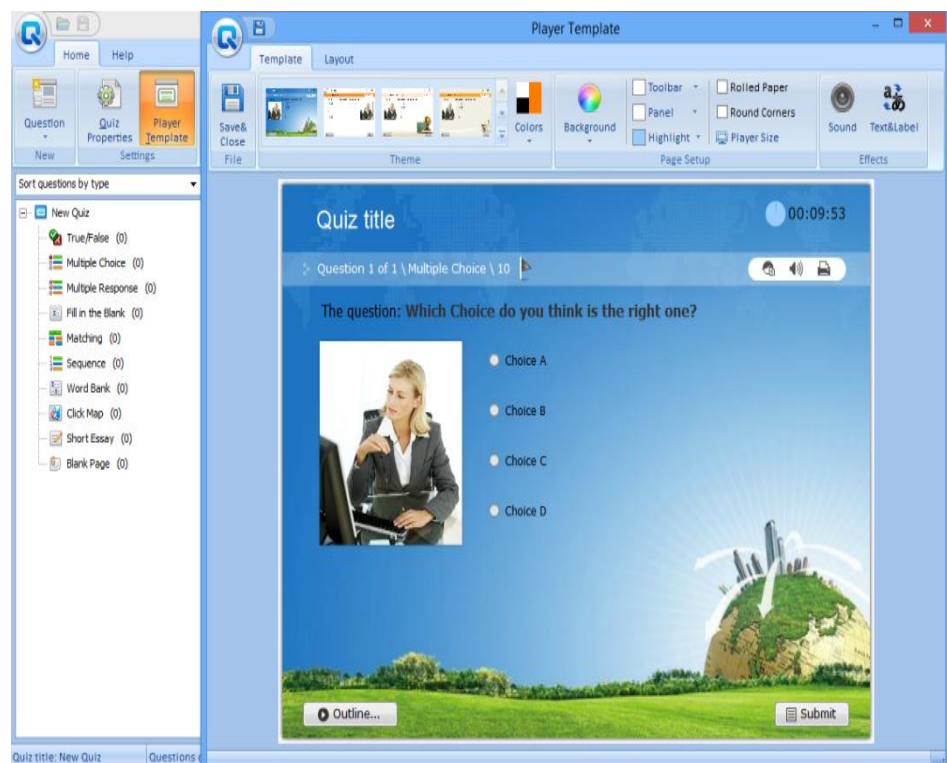 Home Help
Question
Quiz Properties
Player Template
New Settings
Sort questions by type
New Quiz
True/False (0)
Multiple Choice (0)
Multiple Response (0)
Fill in the Blank (0)
Matching (0)
Sequence (0)
Word Bank (0)
Click Map (0)
Short Essay (0)
Blank Page (0)
Quiz title: New Quiz Questions
Player Template
Template Layout
Save& Close
File
Theme
Colors
Background
Toolbar
Panel
Highlight
Rolled Paper
Round Corners
Player Size
Page Setup
Sound
Text&Label
Effects
Quiz title
00:09:53
Question 1 of 1 \ Multiple Choice \ 10
The question: Which Choice do you think is the right one?
Choice A
Choice B
Choice C
Choice D
Outline...
Submit